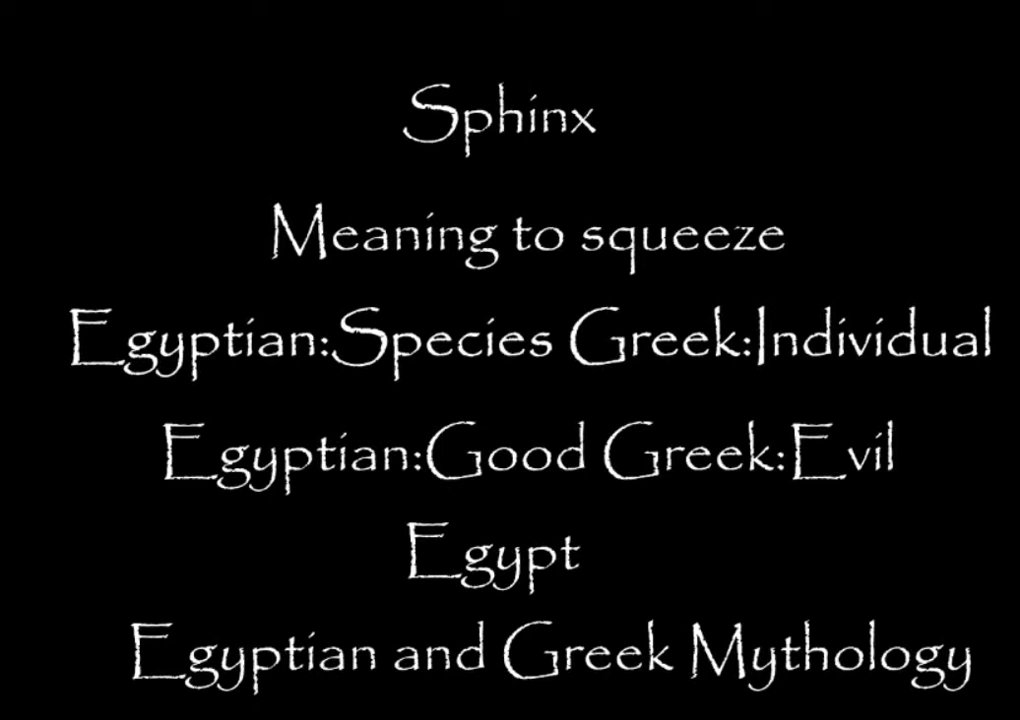 Sphinx
Meaning to squeeze
Egyptian:Species Greek:Individual
Egyptian:Good Greek:Evil
Egypt
Egyptian and Greek Mythology